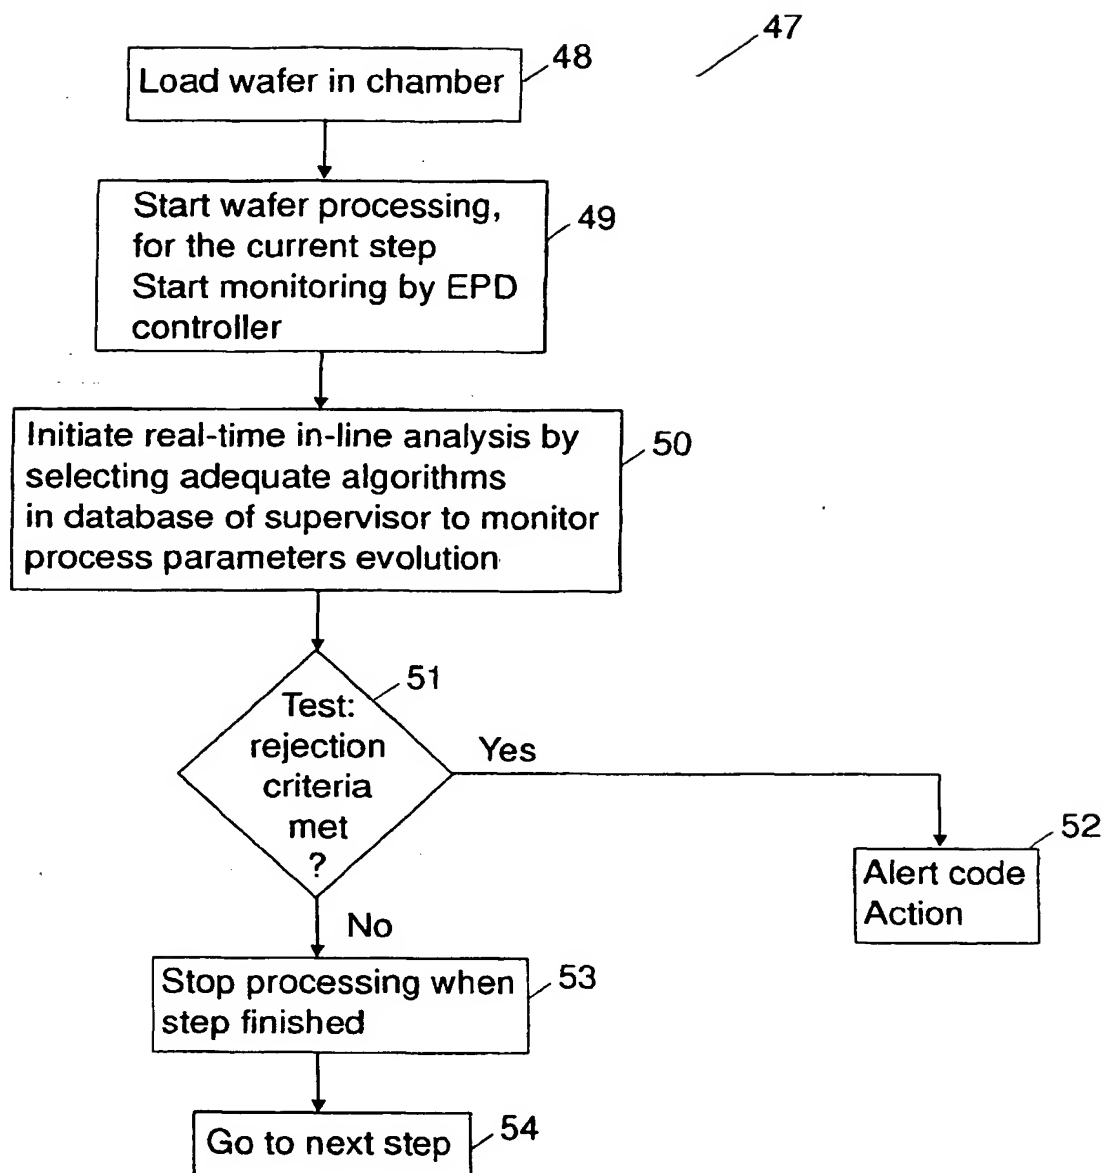 47
Load wafer in chamber
48
Start wafer processing,
for the current step
Start monitoring by EPD
controller
49
Initiate real-time in-line analysis by
selecting adequate algorithms
in database of supervisor to monitor
process parameters evolution
50
51
Test:
rejection
criteria
met
?
Yes
52
Alert code
Action
No
Stop processing when
step finished
53
Go to next step
54